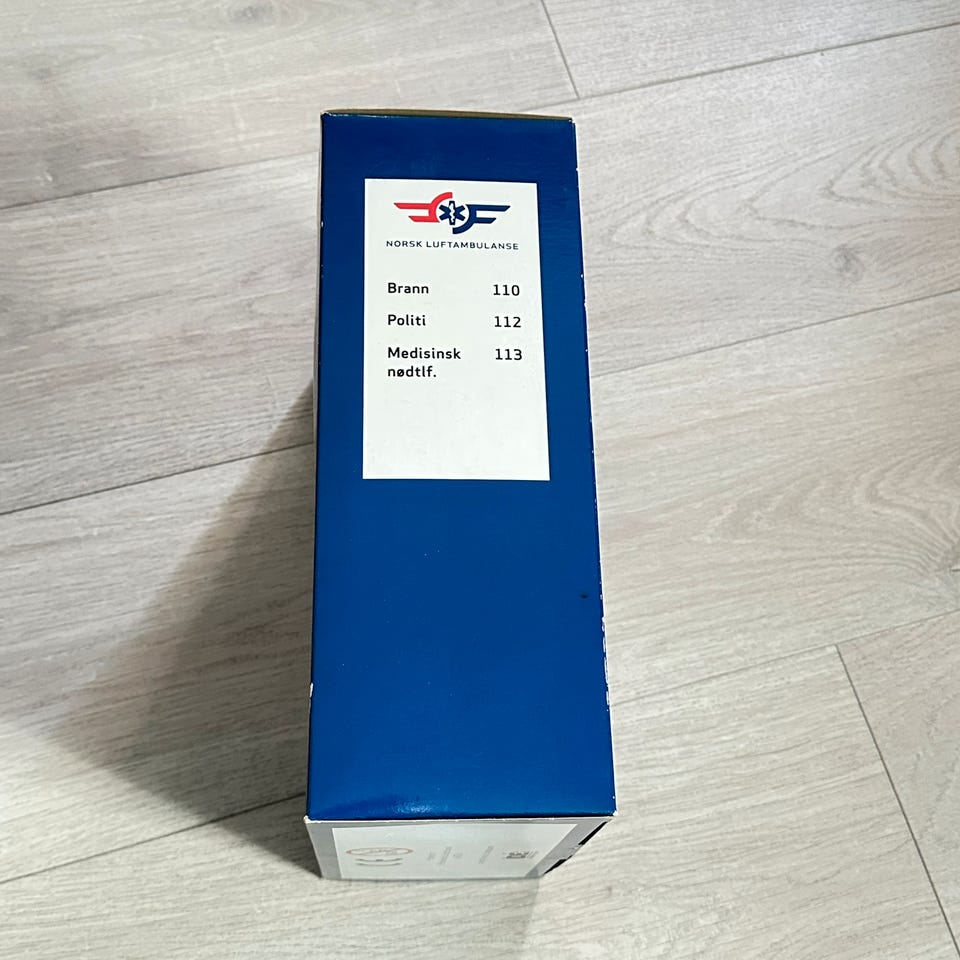 NORSK LUFTAMBULANSE
Brann 110
Politi 112
Medisinsk 113
nødtlf.